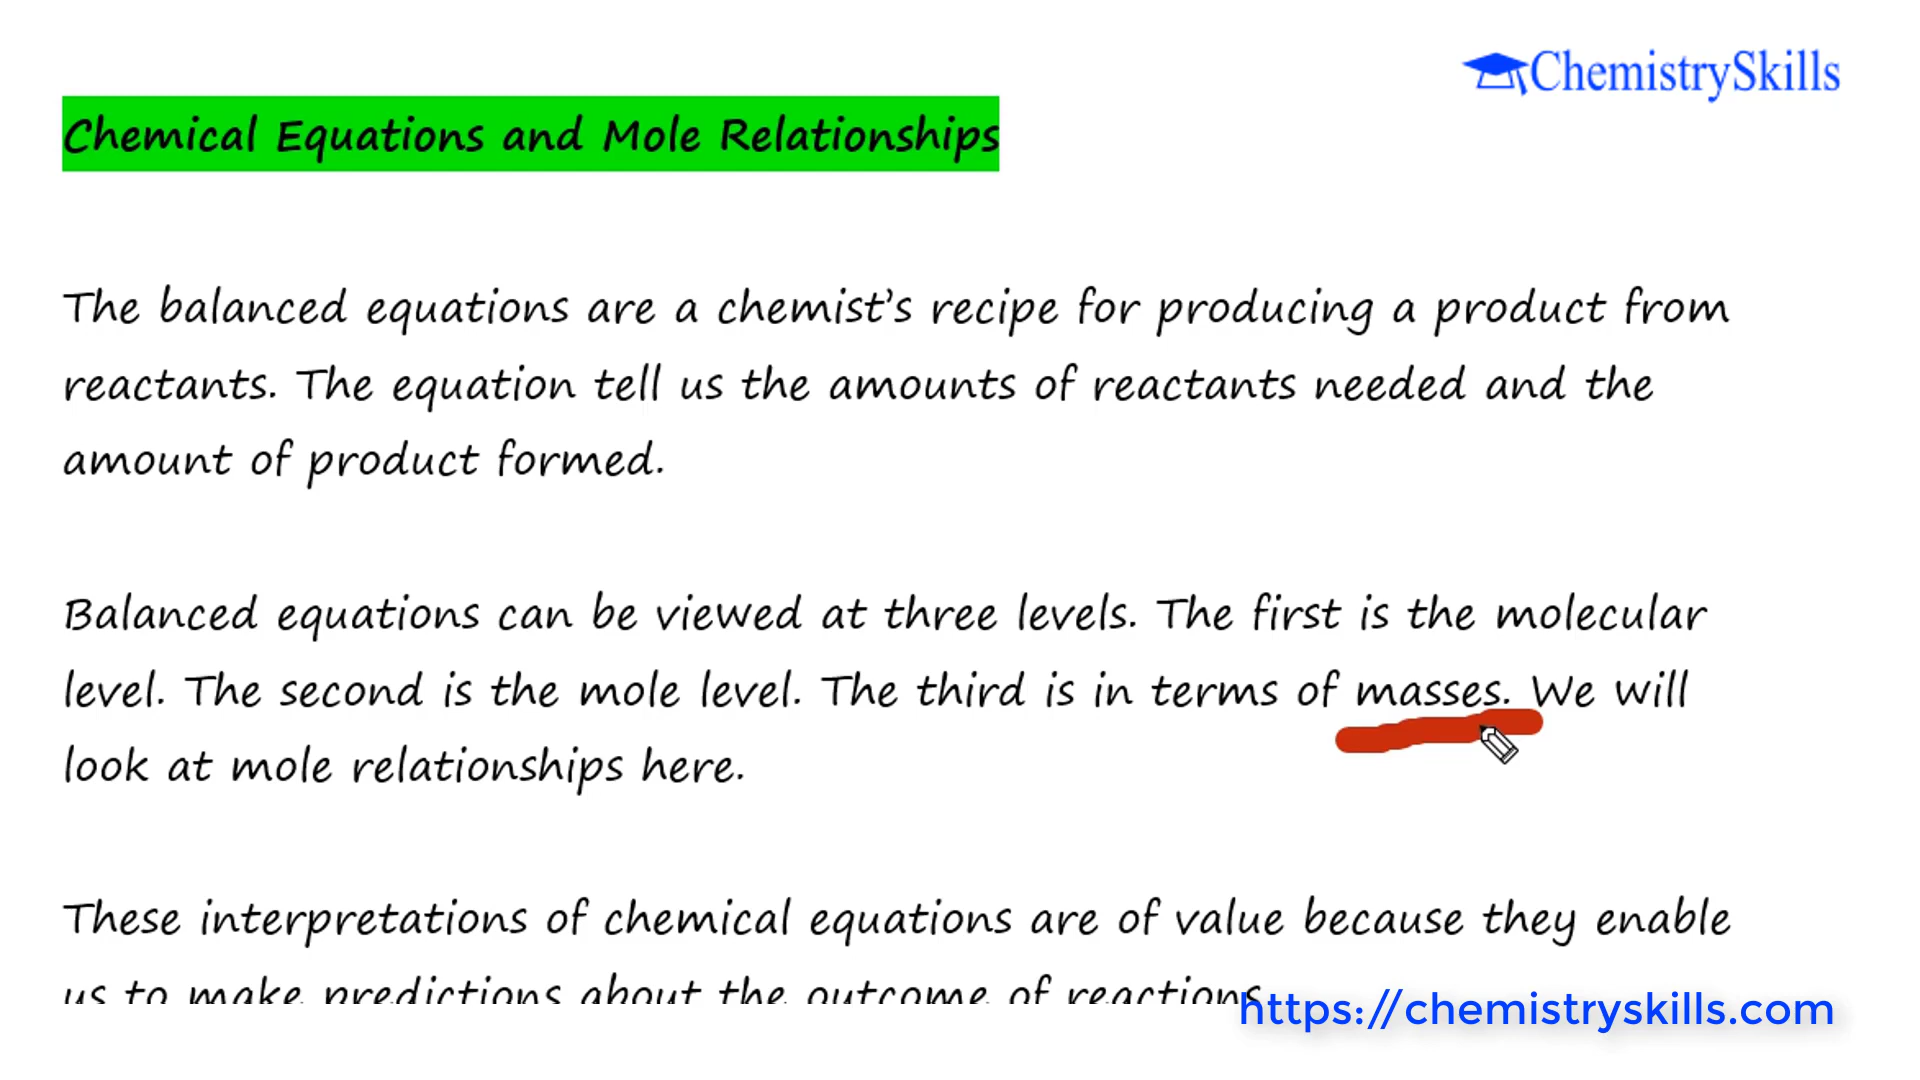 ChemistrySkills
Chemical Equations and Mole Relationships
The balanced equations are a chemist's recipe for producing a product from
reactants. The equation tell us the amounts of reactants needed and the
amount of product formed.
Balanced equations can be viewed at three levels. The first is the molecular
level. The second is the mole level. The third is in terms of masses. We will
look at mole relationships here.
These interpretations of chemical equations are of value because they enable
us to make predictions about the outcome of reactions
https://chemistryskills.com